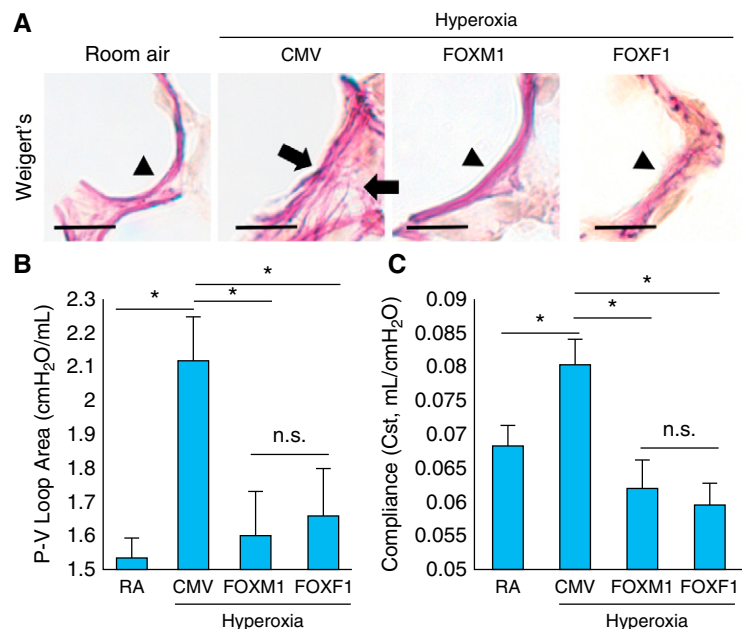 A
Hyperoxia
Room air
CMV
FOXM1
FOXF1
Weigert's
B
P-V Loop Area (cmH₂O/mL)
2.3
2.2
2.1
2
1.9
1.8
1.7
1.6
1.5
*
*
*
n.s.
RA
CMV
FOXM1
FOXF1
Hyperoxia
C
Compliance (Cst, mL/cmH₂O)
0.09
0.085
0.08
0.075
0.07
0.065
0.06
0.055
0.05
*
*
*
n.s.
RA
CMV
FOXM1
FOXF1
Hyperoxia